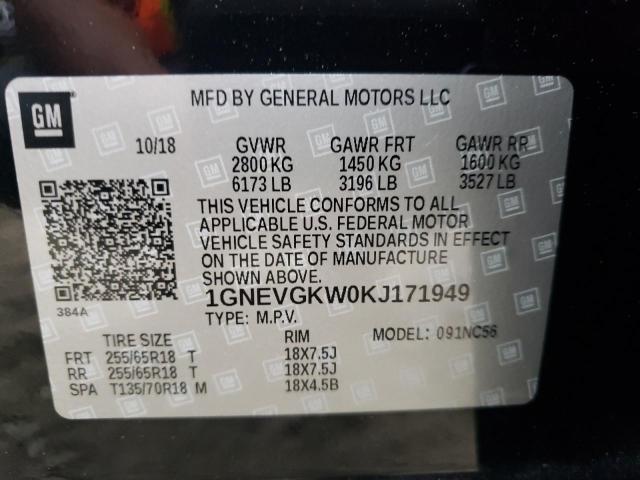 GM
MFD BY GENERAL MOTORS LLC
10/18 GVWR GAWR FRT GAWR RR
2800 KG 1450 KG 1600 KG
6173 LB 3196 LB 3527 LB
THIS VEHICLE CONFORMS TO ALL
APPLICABLE U.S. FEDERAL MOTOR
VEHICLE SAFETY STANDARDS IN EFFECT
ON THE DATE OF MANUFACTURE
SHOWN ABOVE.
1GNEVGKW0KJ171949
384A
TYPE: M.P.V. MODEL: 091NC56
TIRE SIZE RIM
FRT 255/65R18 T 18X7.5J
RR 255/65R18 T 18X7.5J
SPA T135/70R18 M 18X4.5B